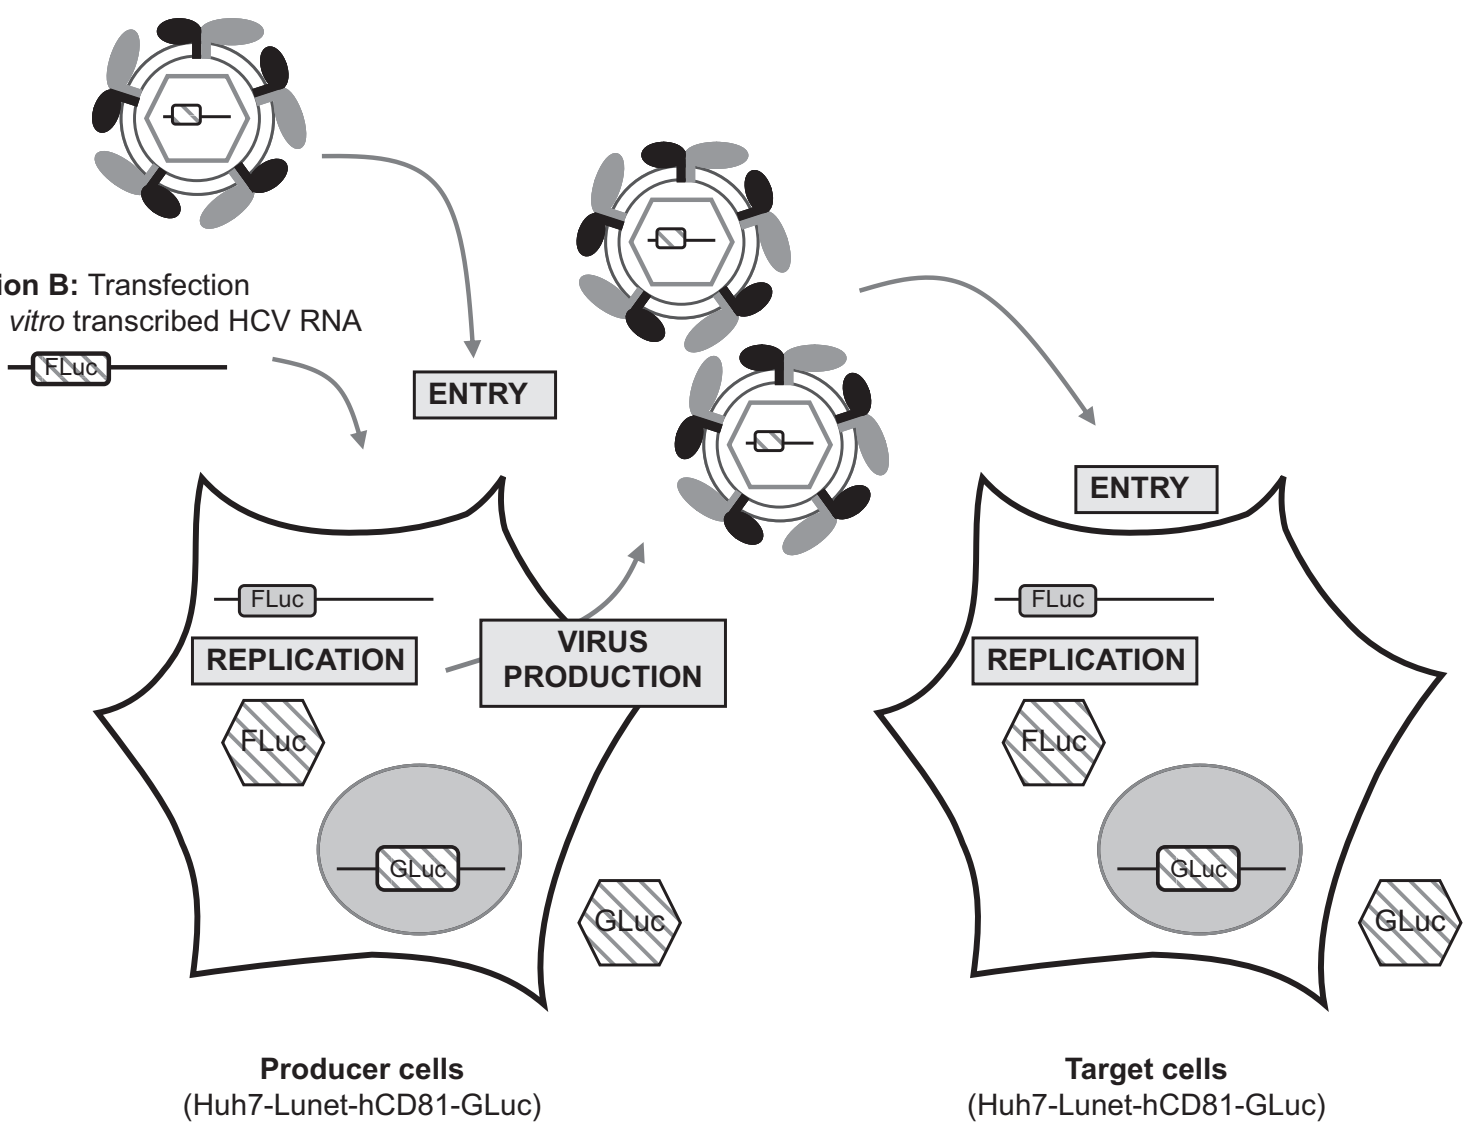 ion B: Transfection
vitro transcribed HCV RNA
FLuc
ENTRY
ENTRY
FLuc
REPLICATION
VIRUS
PRODUCTION
FLuc
GLuc
GLuc
FLuc
REPLICATION
FLuc
GLuc
GLuc
Producer cells
(Huh7-Lunet-hCD81-GLuc)
Target cells
(Huh7-Lunet-hCD81-GLuc)